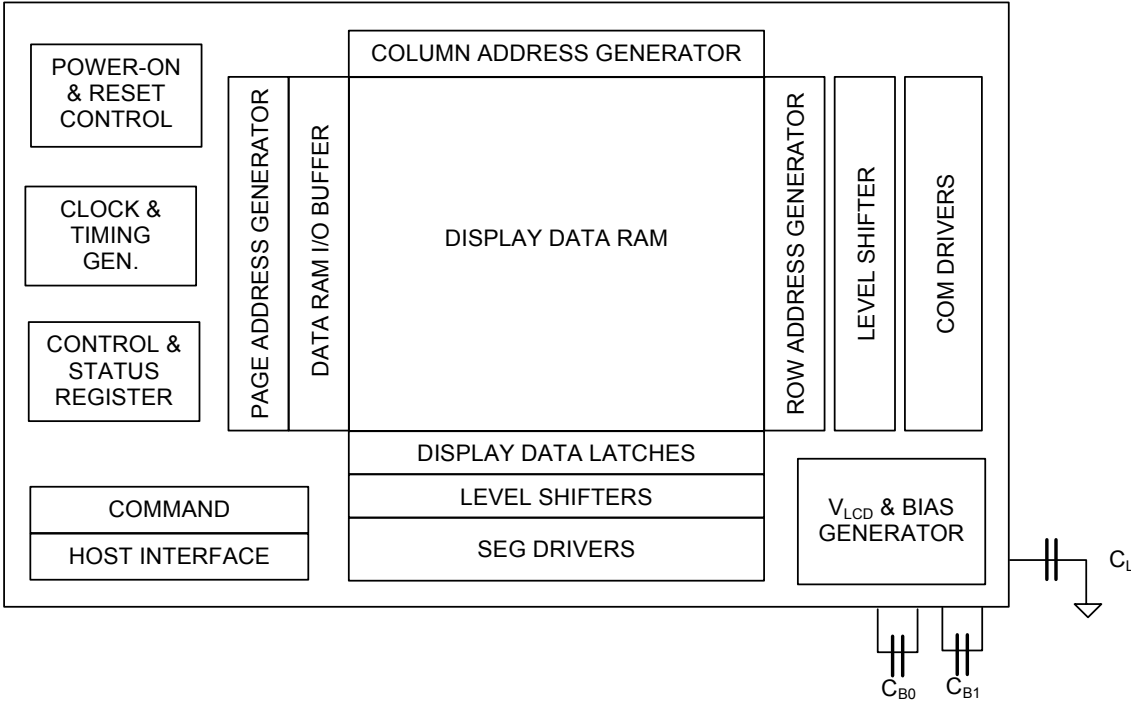 COLUMN ADDRESS GENERATOR
POWER-ON
& RESET
CONTROL
CLOCK &
TIMING
GEN.
CONTROL &
STATUS
REGISTER
PAGE ADDRESS GENERATOR
DATA RAM I/O BUFFER
DISPLAY DATA RAM
ROW ADDRESS GENERATOR
LEVEL SHIFTER
COM DRIVERS
DISPLAY DATA LATCHES
LEVEL SHIFTERS
SEG DRIVERS
COMMAND
HOST INTERFACE
VLCD & BIAS
GENERATOR
CL
CB0
CB1